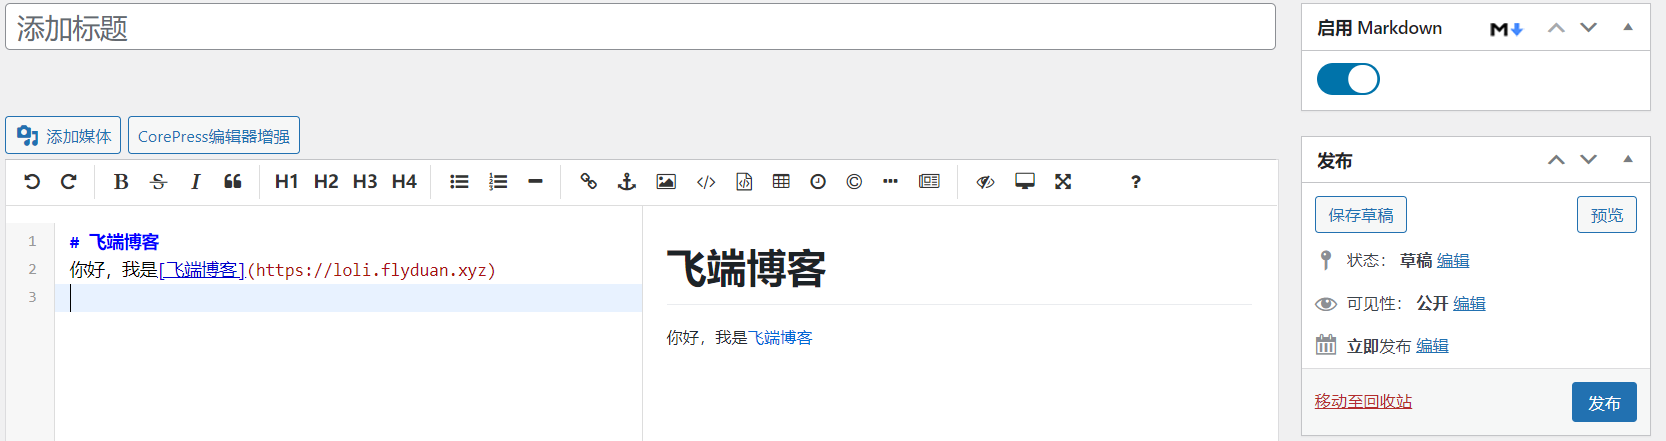 添加标题
添加媒体 CorePress编辑器增强
B S I H1 H2 H3 H4 ?
1 # 飞端博客
2 你好，我是[飞端博客](https://loli.flyduan.xyz)
3
飞端博客
你好，我是飞端博客
启用 Markdown M
发布
保存草稿 预览
状态： 草稿 编辑
可见性： 公开 编辑
立即发布 编辑
移动至回收站 发布